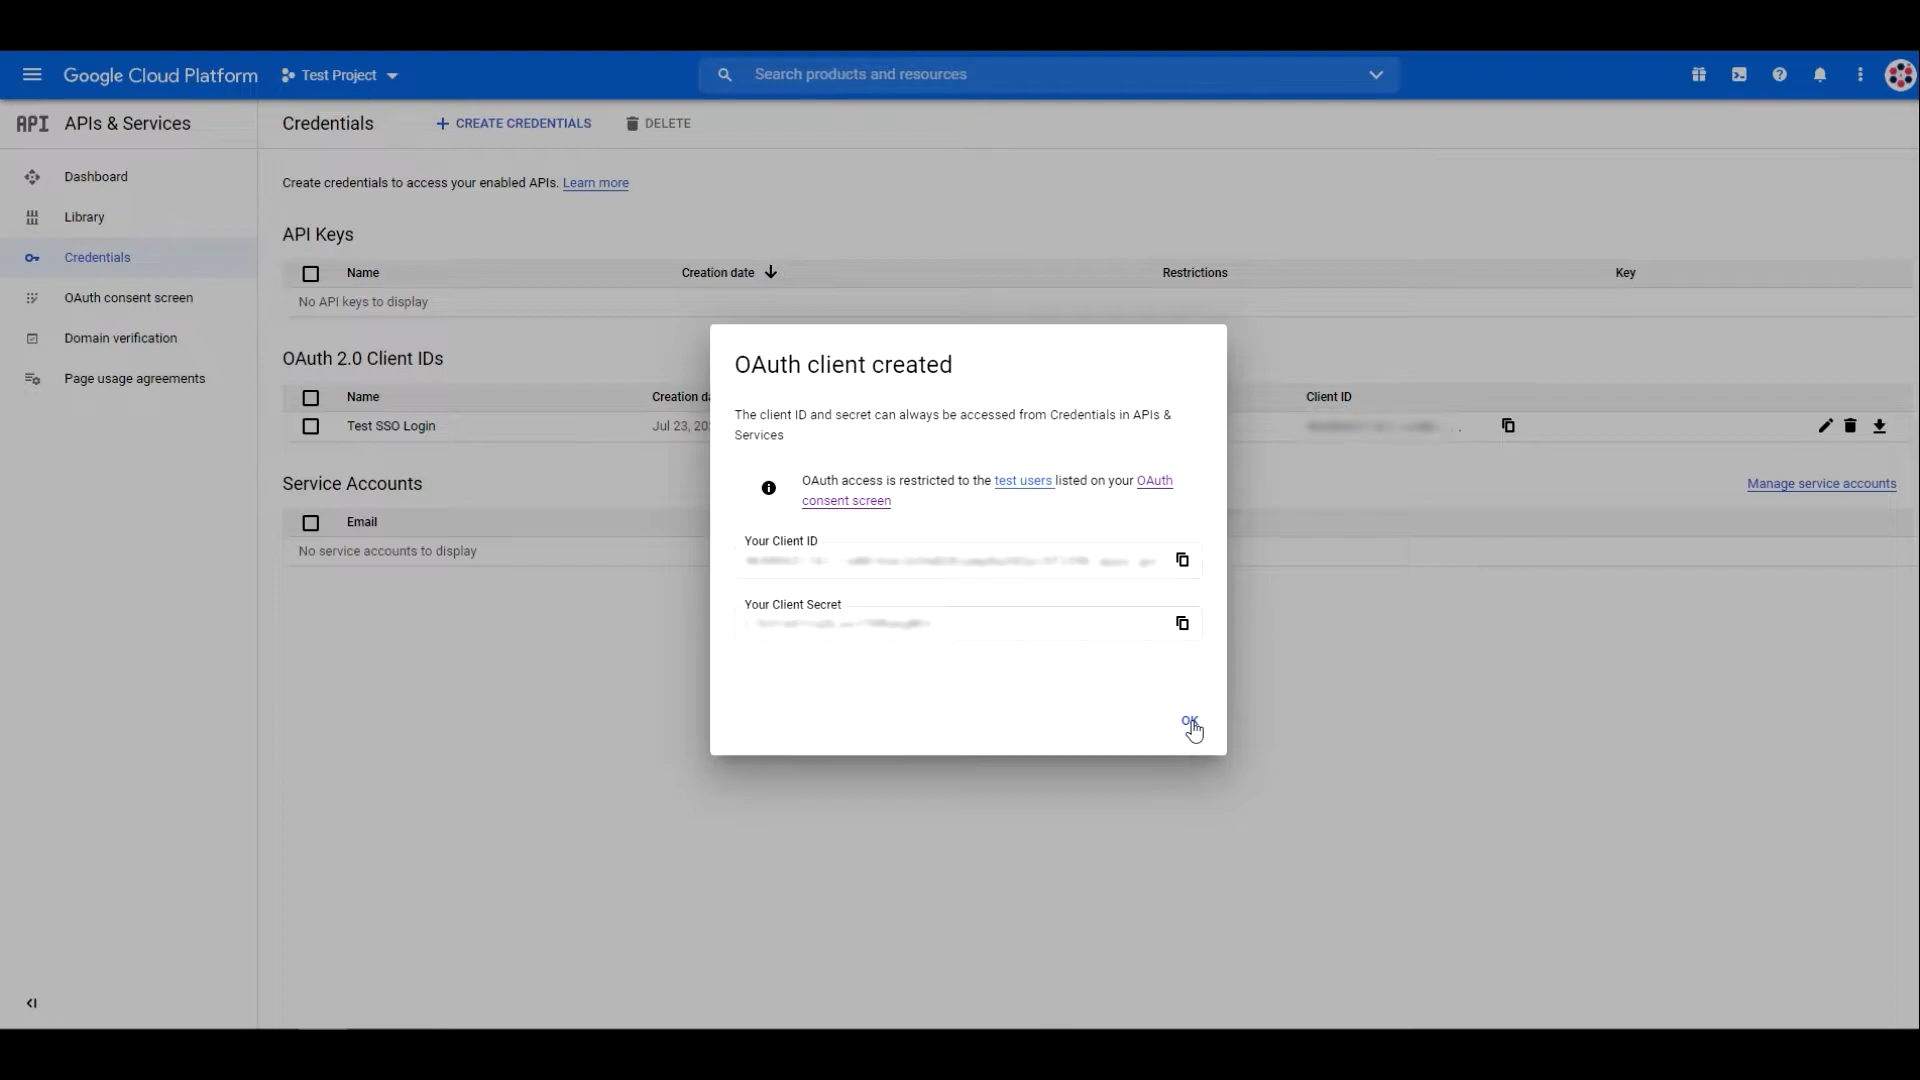 Google Cloud Platform
Test Project
Search products and resources
API APIs & Services
Credentials
CREATE CREDENTIALS
DELETE
Dashboard
Library
Credentials
OAuth consent screen
Domain verification
Page usage agreements
Create credentials to access your enabled APIs. Learn more
API Keys
Name
Creation date
Restrictions
Key
No API keys to display
OAuth 2.0 Client IDs
Name
Creation
Client ID
Test SSO Login
Jul 23,
Service Accounts
Manage service accounts
Email
No service accounts to display
OAuth client created
The client ID and secret can always be accessed from Credentials in APIs &
Services
OAuth access is restricted to the test users listed on your OAuth
consent screen
Your Client ID
Your Client Secret
OK